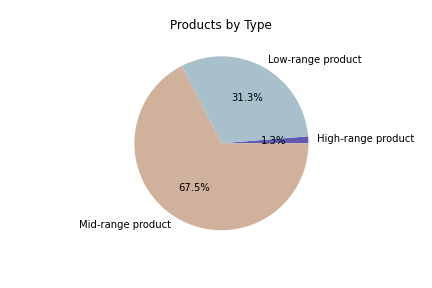 Products by Type
Low-range product
31.3%
High-range product
1.3%
67.5%
Mid-range product